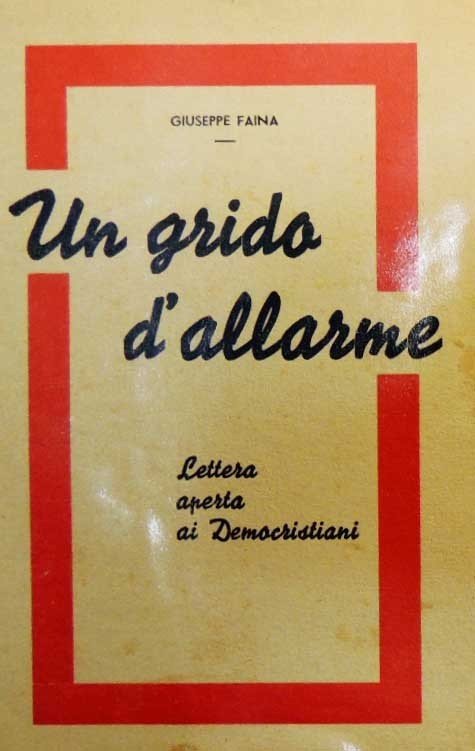 GIUSEPPE FAINA
Un grido
d'allarme
Lettera
aperta
ai Democristiani